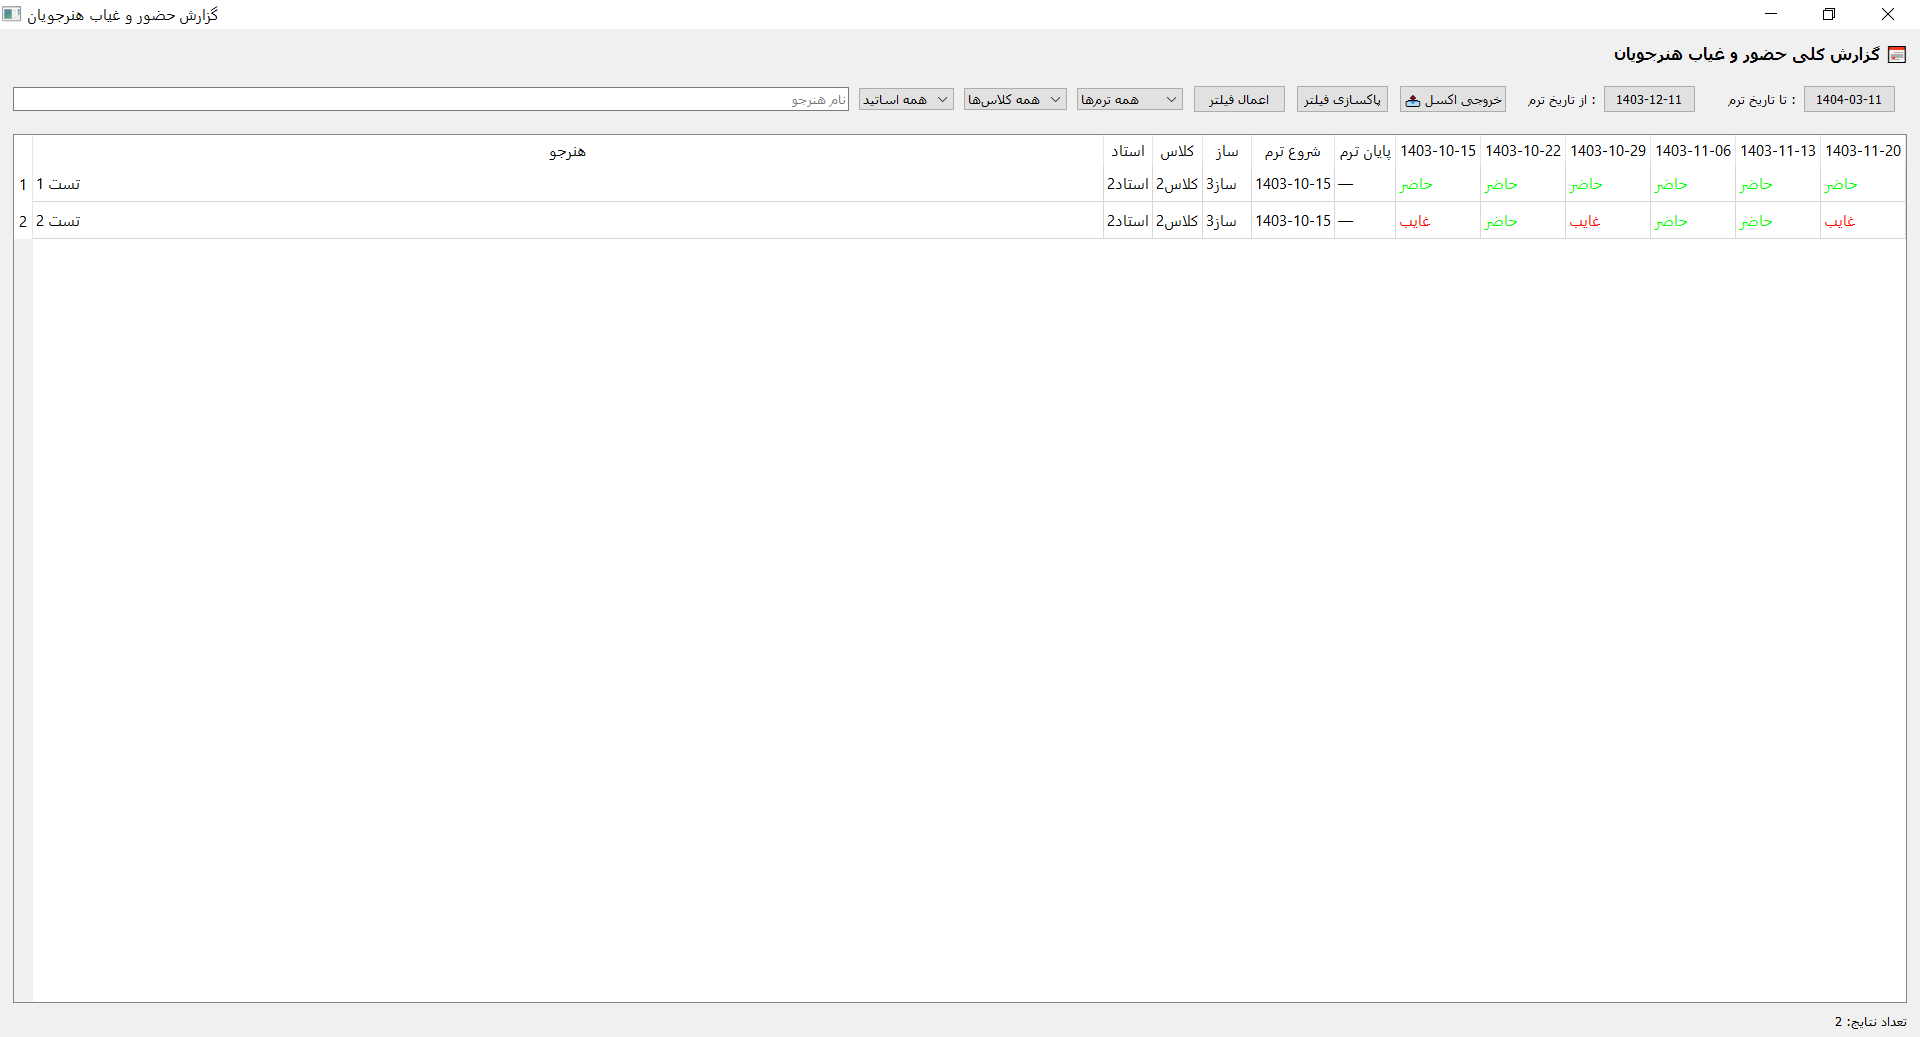 گزارش حضور و غیاب هنرجویان
گزارش کلی حضور و غیاب هنرجویان
نام هنرجو همه اساتید همه کلاس‌ها همه ترم‌ها اعمال فیلتر پاکسازی فیلتر خروجی اکسل از تاریخ ترم : 1403-12-11 تا تاریخ ترم : 1404-03-11
هنرجو استاد کلاس ساز شروع ترم پایان ترم 1403-10-15 1403-10-22 1403-10-29 1403-11-06 1403-11-13 1403-11-20
1 تست 1 استاد2 کلاس2 ساز3 1403-10-15 — حاضر حاضر حاضر حاضر حاضر حاضر
2 تست 2 استاد2 کلاس2 ساز3 1403-10-15 — غایب حاضر غایب حاضر حاضر غایب
تعداد نتایج: 2